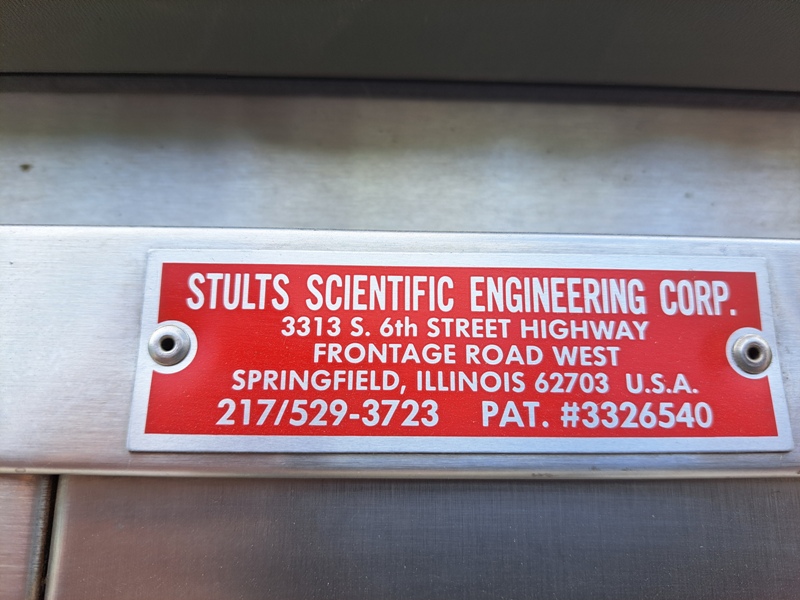 STULTS SCIENTIFIC ENGINEERING CORP.
3313 S. 6th STREET HIGHWAY
FRONTAGE ROAD WEST
SPRINGFIELD, ILLINOIS 62703 U.S.A.
217/529-3723 PAT. #3326540